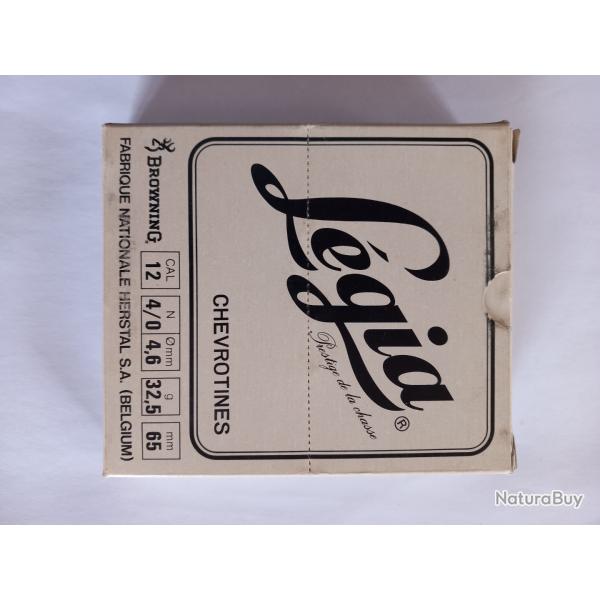 Légia®
Prestige de la chasse
CHEVROTINES
BROWNING.
CAL N Ømm g mm
12 4/0 4,6 32,5 65
FABRIQUE NATIONALE HERSTAL S.A. (BELGIUM)
NaturaBuy